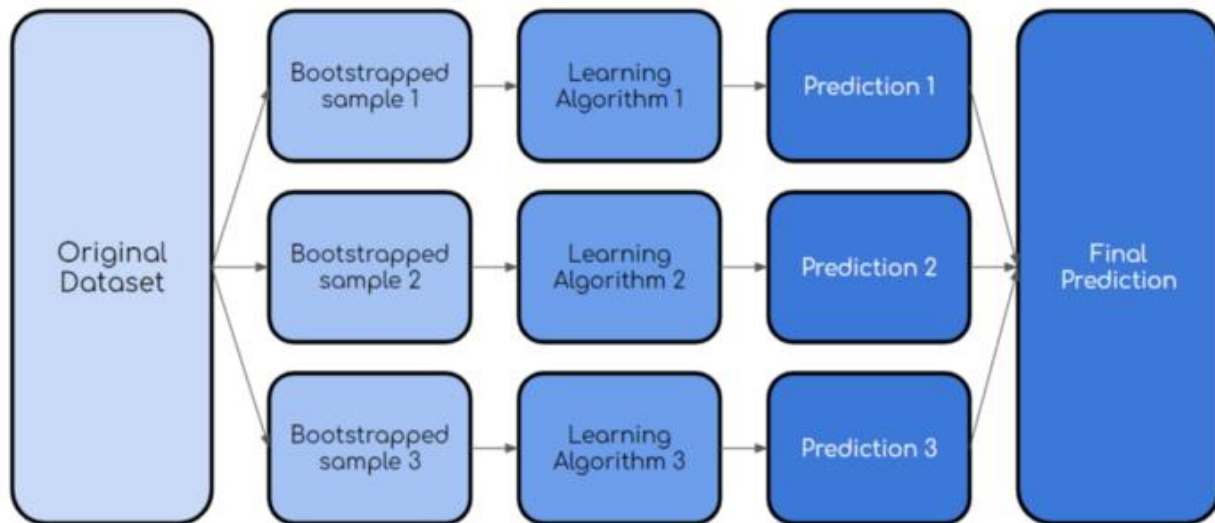 Original
Dataset
Bootstrapped
sample 1
Learning
Algorithm 1
Prediction 1
Bootstrapped
sample 2
Learning
Algorithm 2
Prediction 2
Bootstrapped
sample 3
Learning
Algorithm 3
Prediction 3
Final
Prediction